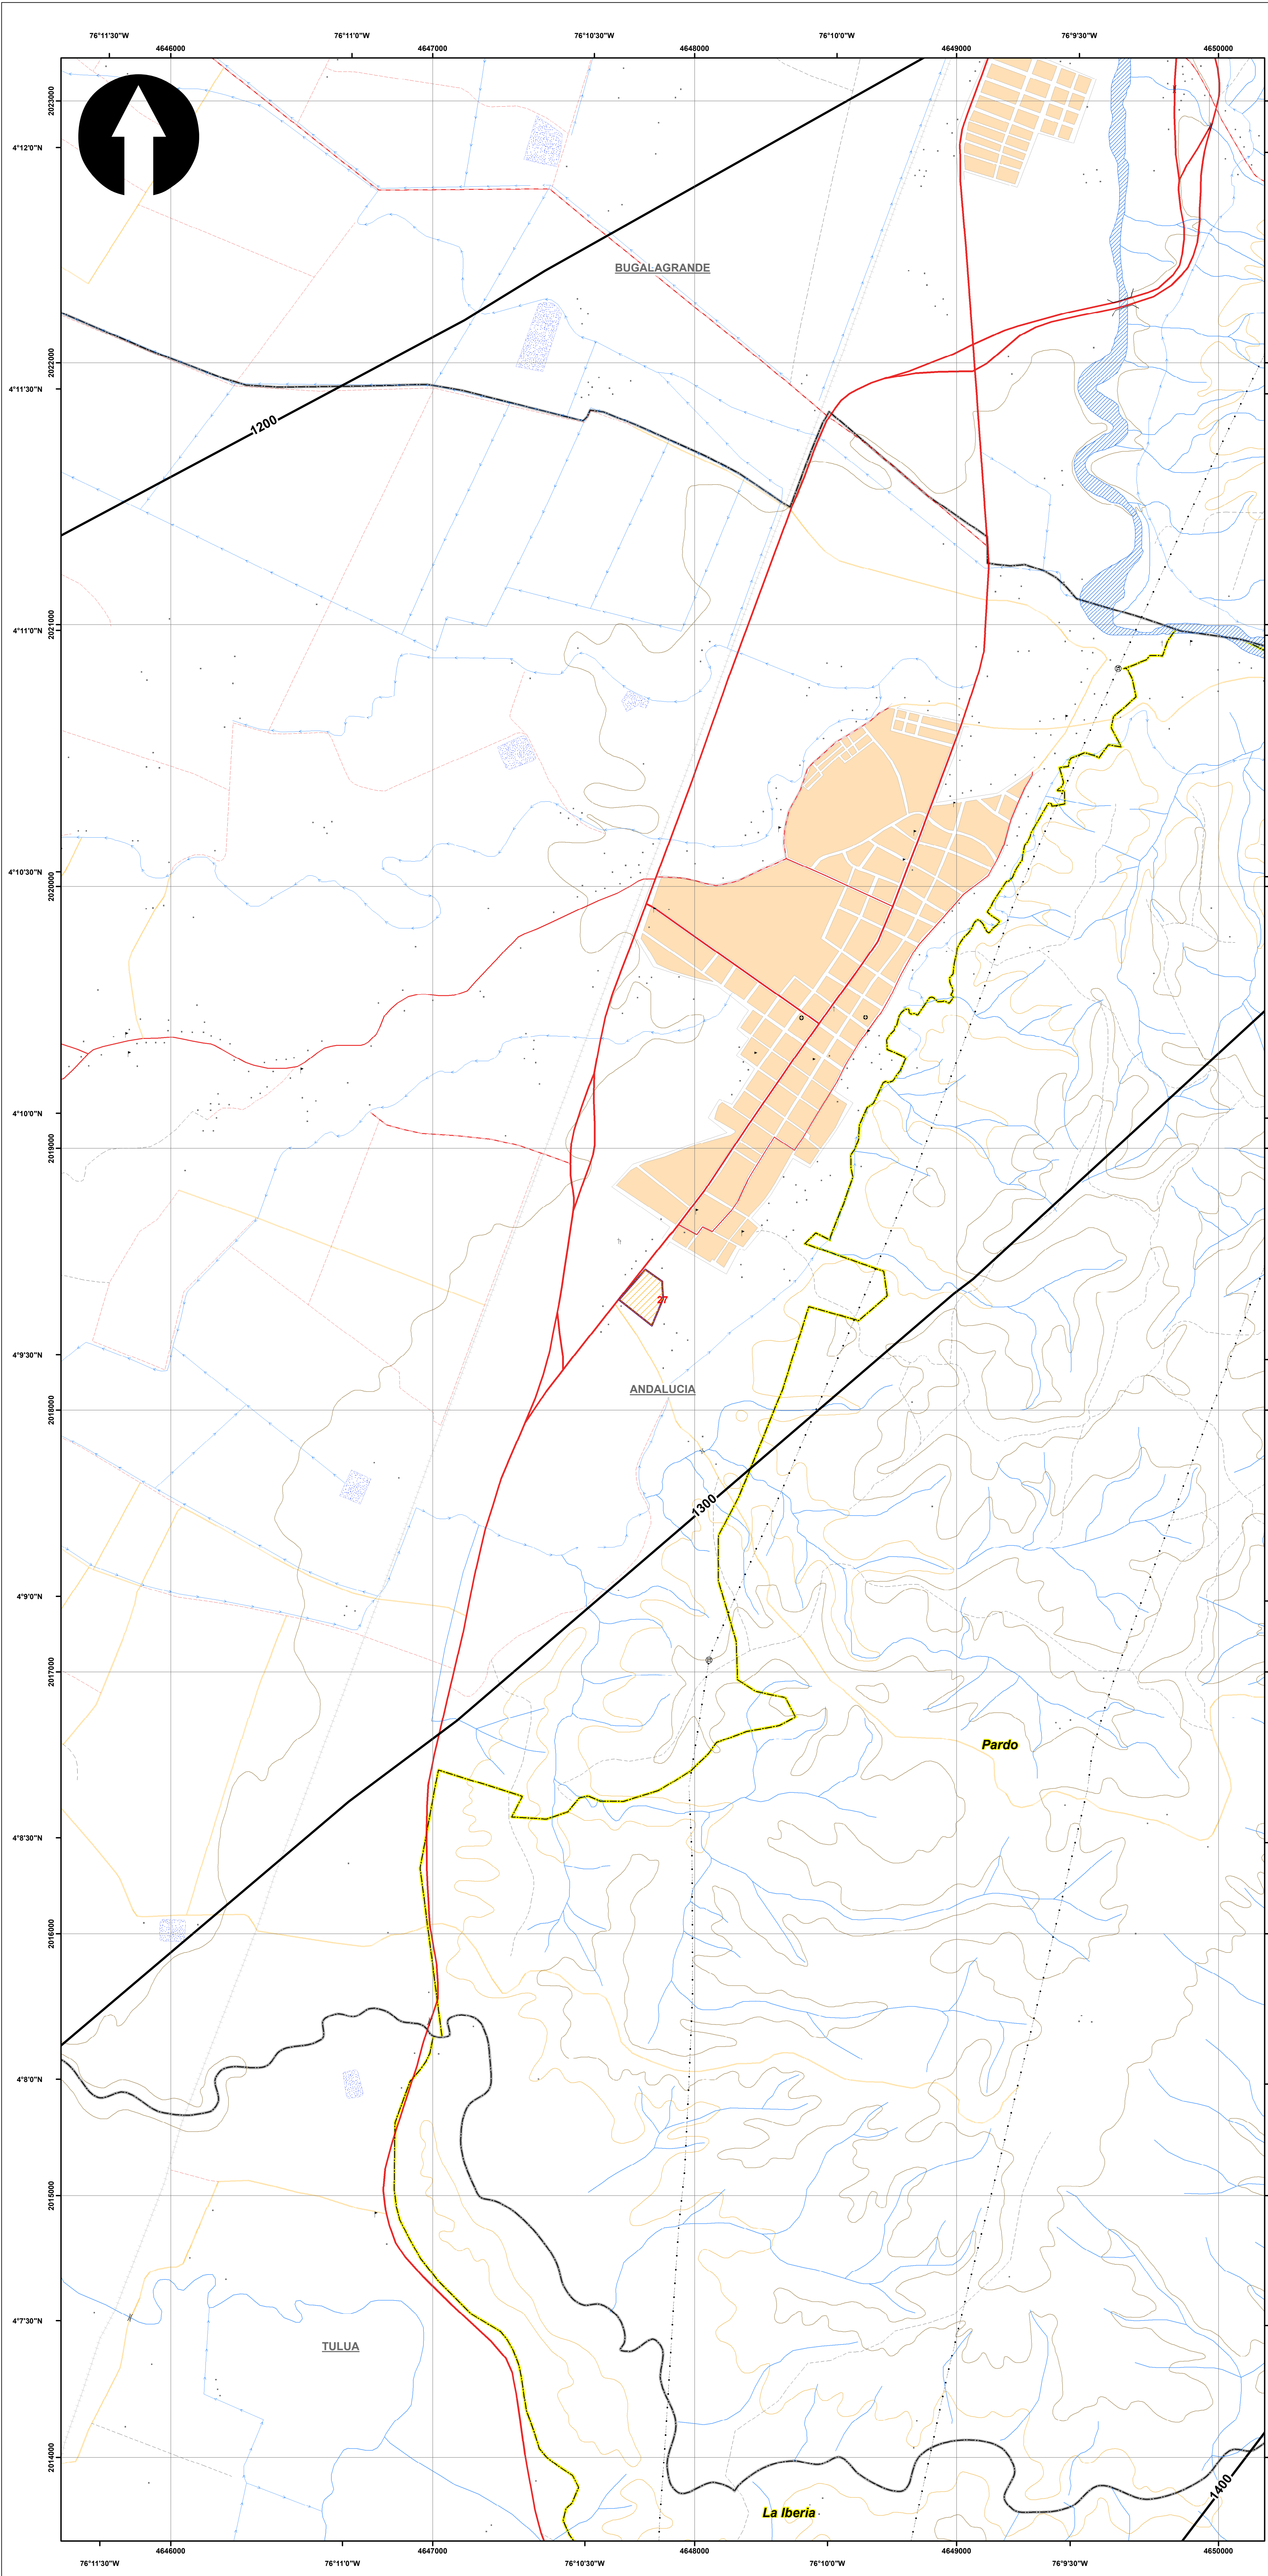 76°11'30"W 76°11'0"W 76°10'30"W 76°10'0"W 76°9'30"W
4646000 4647000 4648000 4649000 4650000
2023000
4°12'0"N
BUGALAGRANDE
2022000
4°11'30"N
1200
2021000
4°11'0"N
4°10'30"N
2020000
4°10'0"N
2019000
27
4°9'30"N
ANDALUCIA
2018000
1300
4°9'0"N
2017000
Pardo
4°8'30"N
2016000
4°8'0"N
2015000
4°7'30"N
TULUA
2014000
1400
La Iberia
4646000 4647000 4648000 4649000 4650000
76°11'30"W 76°11'0"W 76°10'30"W 76°10'0"W 76°9'30"W